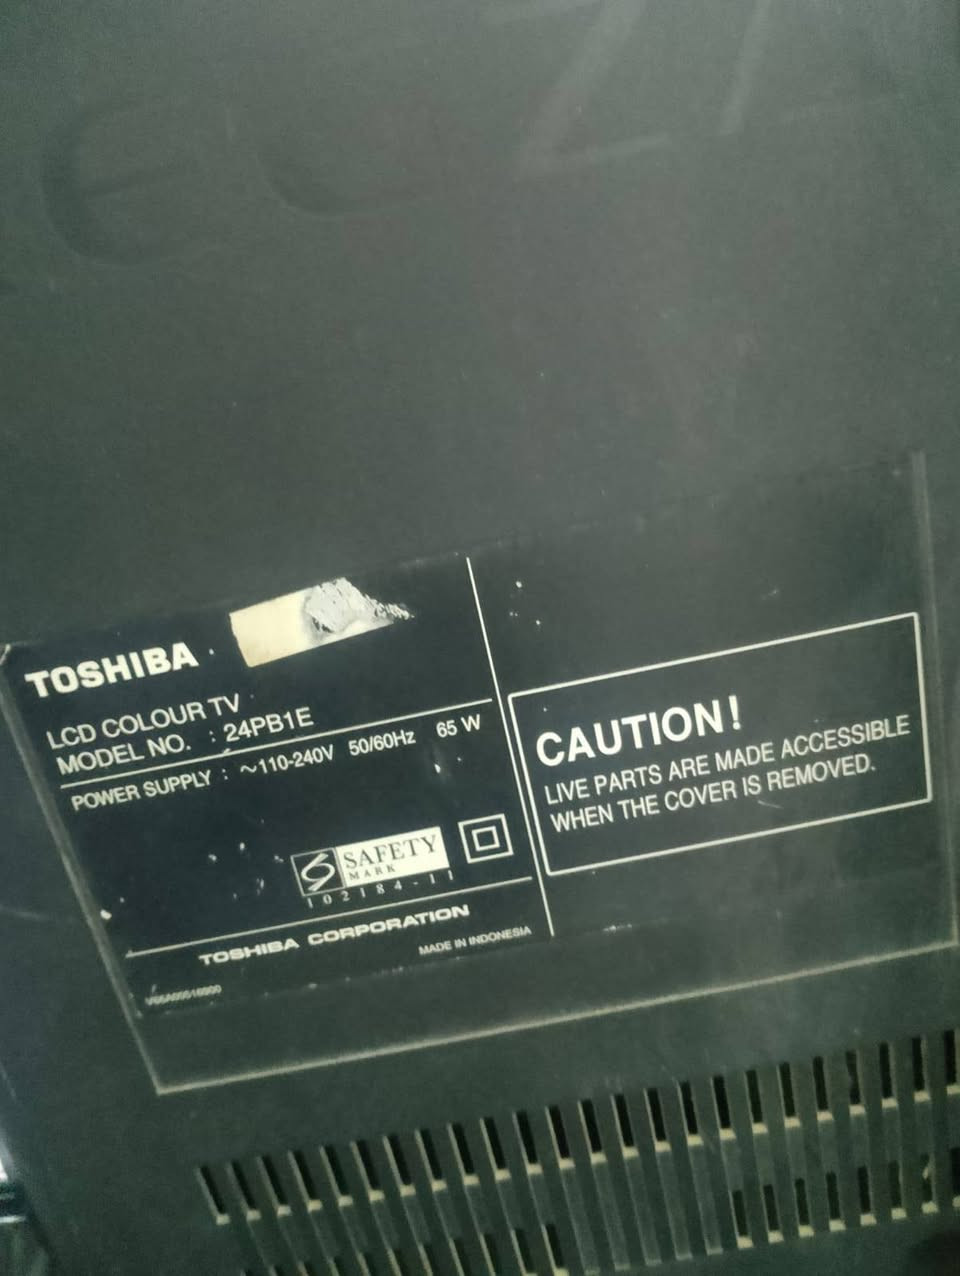 TOSHIBA
LCD COLOUR TV
MODEL NO. : 24PB1E
POWER SUPPLY : ~110-240V 50/60Hz 65 W
SAFETY
MARK
102184-11
TOSHIBA CORPORATION
MADE IN INDONESIA
CAUTION!
LIVE PARTS ARE MADE ACCESSIBLE
WHEN THE COVER IS REMOVED.